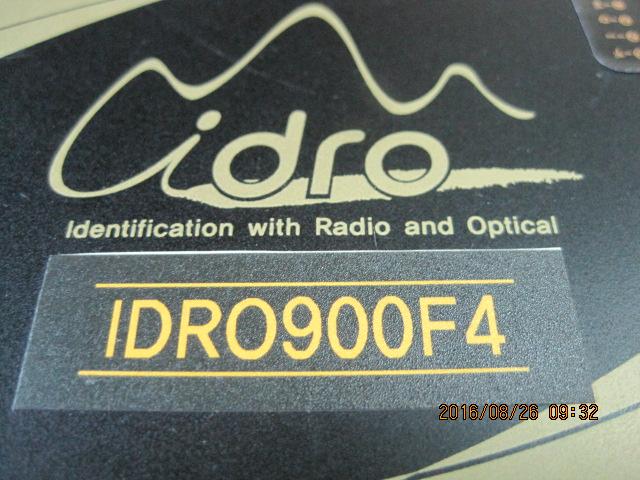 idro
Identification with Radio and Optical
IDRO900F4
2016/08/26 09:32